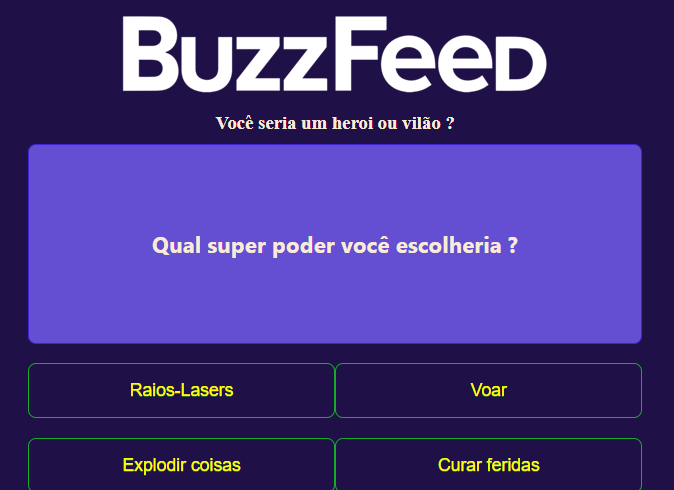 BuzzFeed
Você seria um heroi ou vilão ?
Qual super poder você escolheria ?
Raios-Lasers
Voar
Explodir coisas
Curar feridas